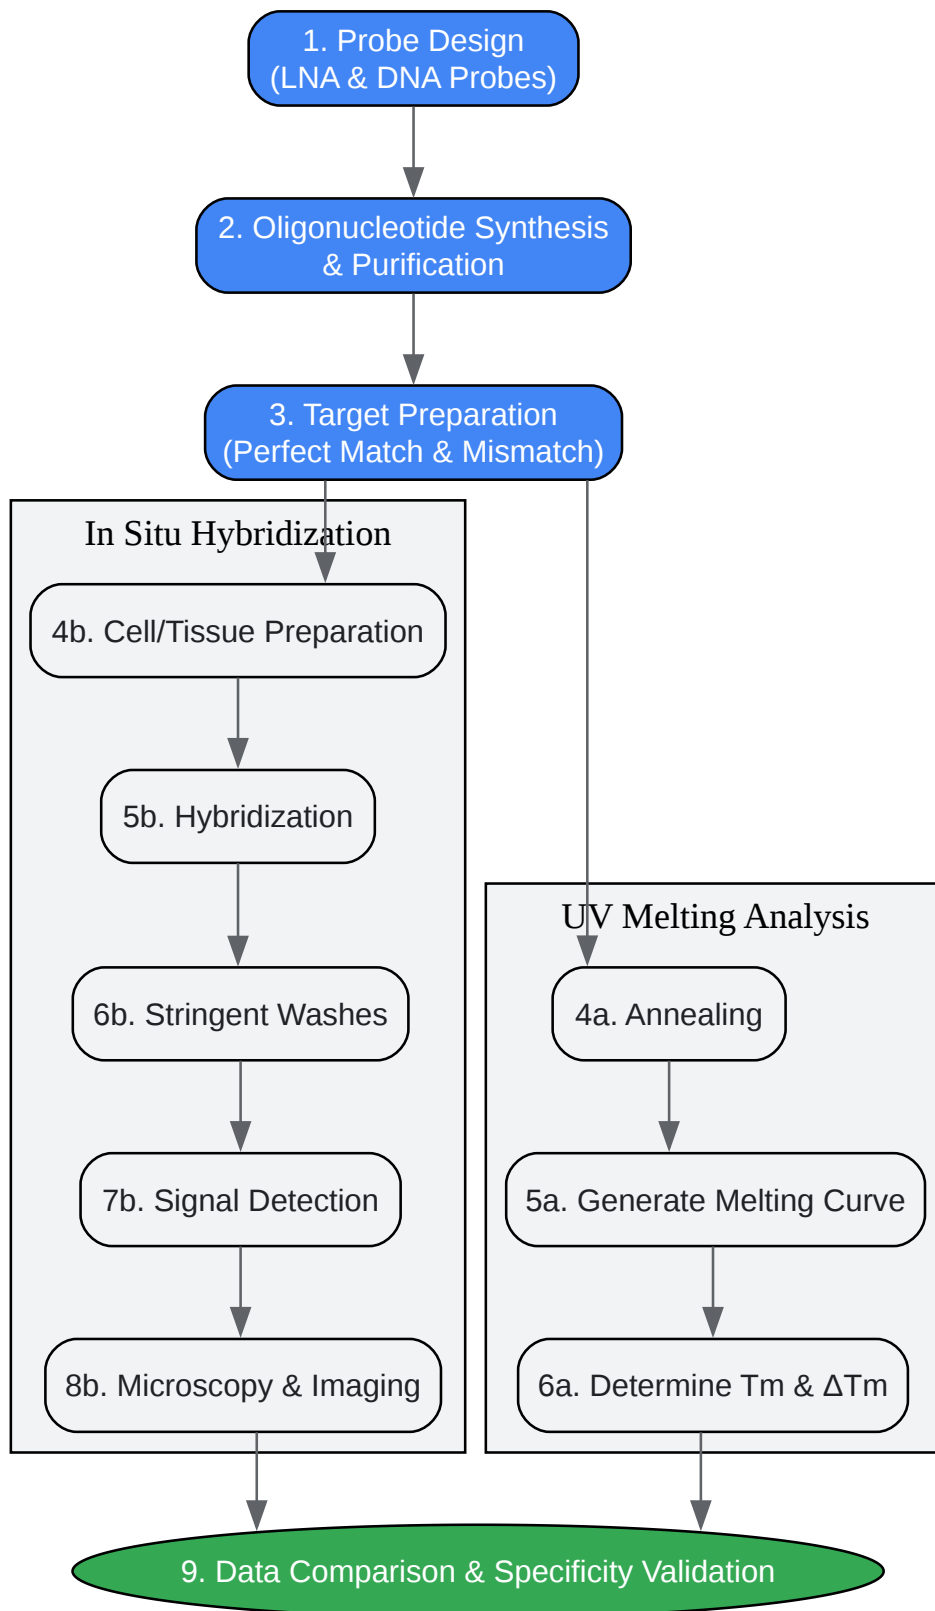 1. Probe Design
(LNA & DNA Probes)
2. Oligonucleotide Synthesis
& Purification
3. Target Preparation
(Perfect Match & Mismatch)
In Situ Hybridization
4b. Cell/Tissue Preparation
5b. Hybridization
6b. Stringent Washes
7b. Signal Detection
8b. Microscopy & Imaging
UV Melting Analysis
4a. Annealing
5a. Generate Melting Curve
6a. Determine Tm & ΔTm
9. Data Comparison & Specificity Validation